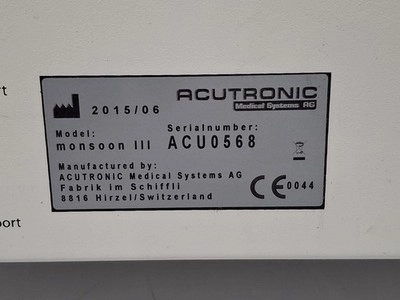 ACUTRONIC
Medical Systems AG
2015/06
Model:
monsoon III
Serialnumber:
ACU0568
Manufactured by:
ACUTRONIC Medical Systems AG
Fabrik im Schiffli
8816 Hirzel/Switzerland
CE 0044
port